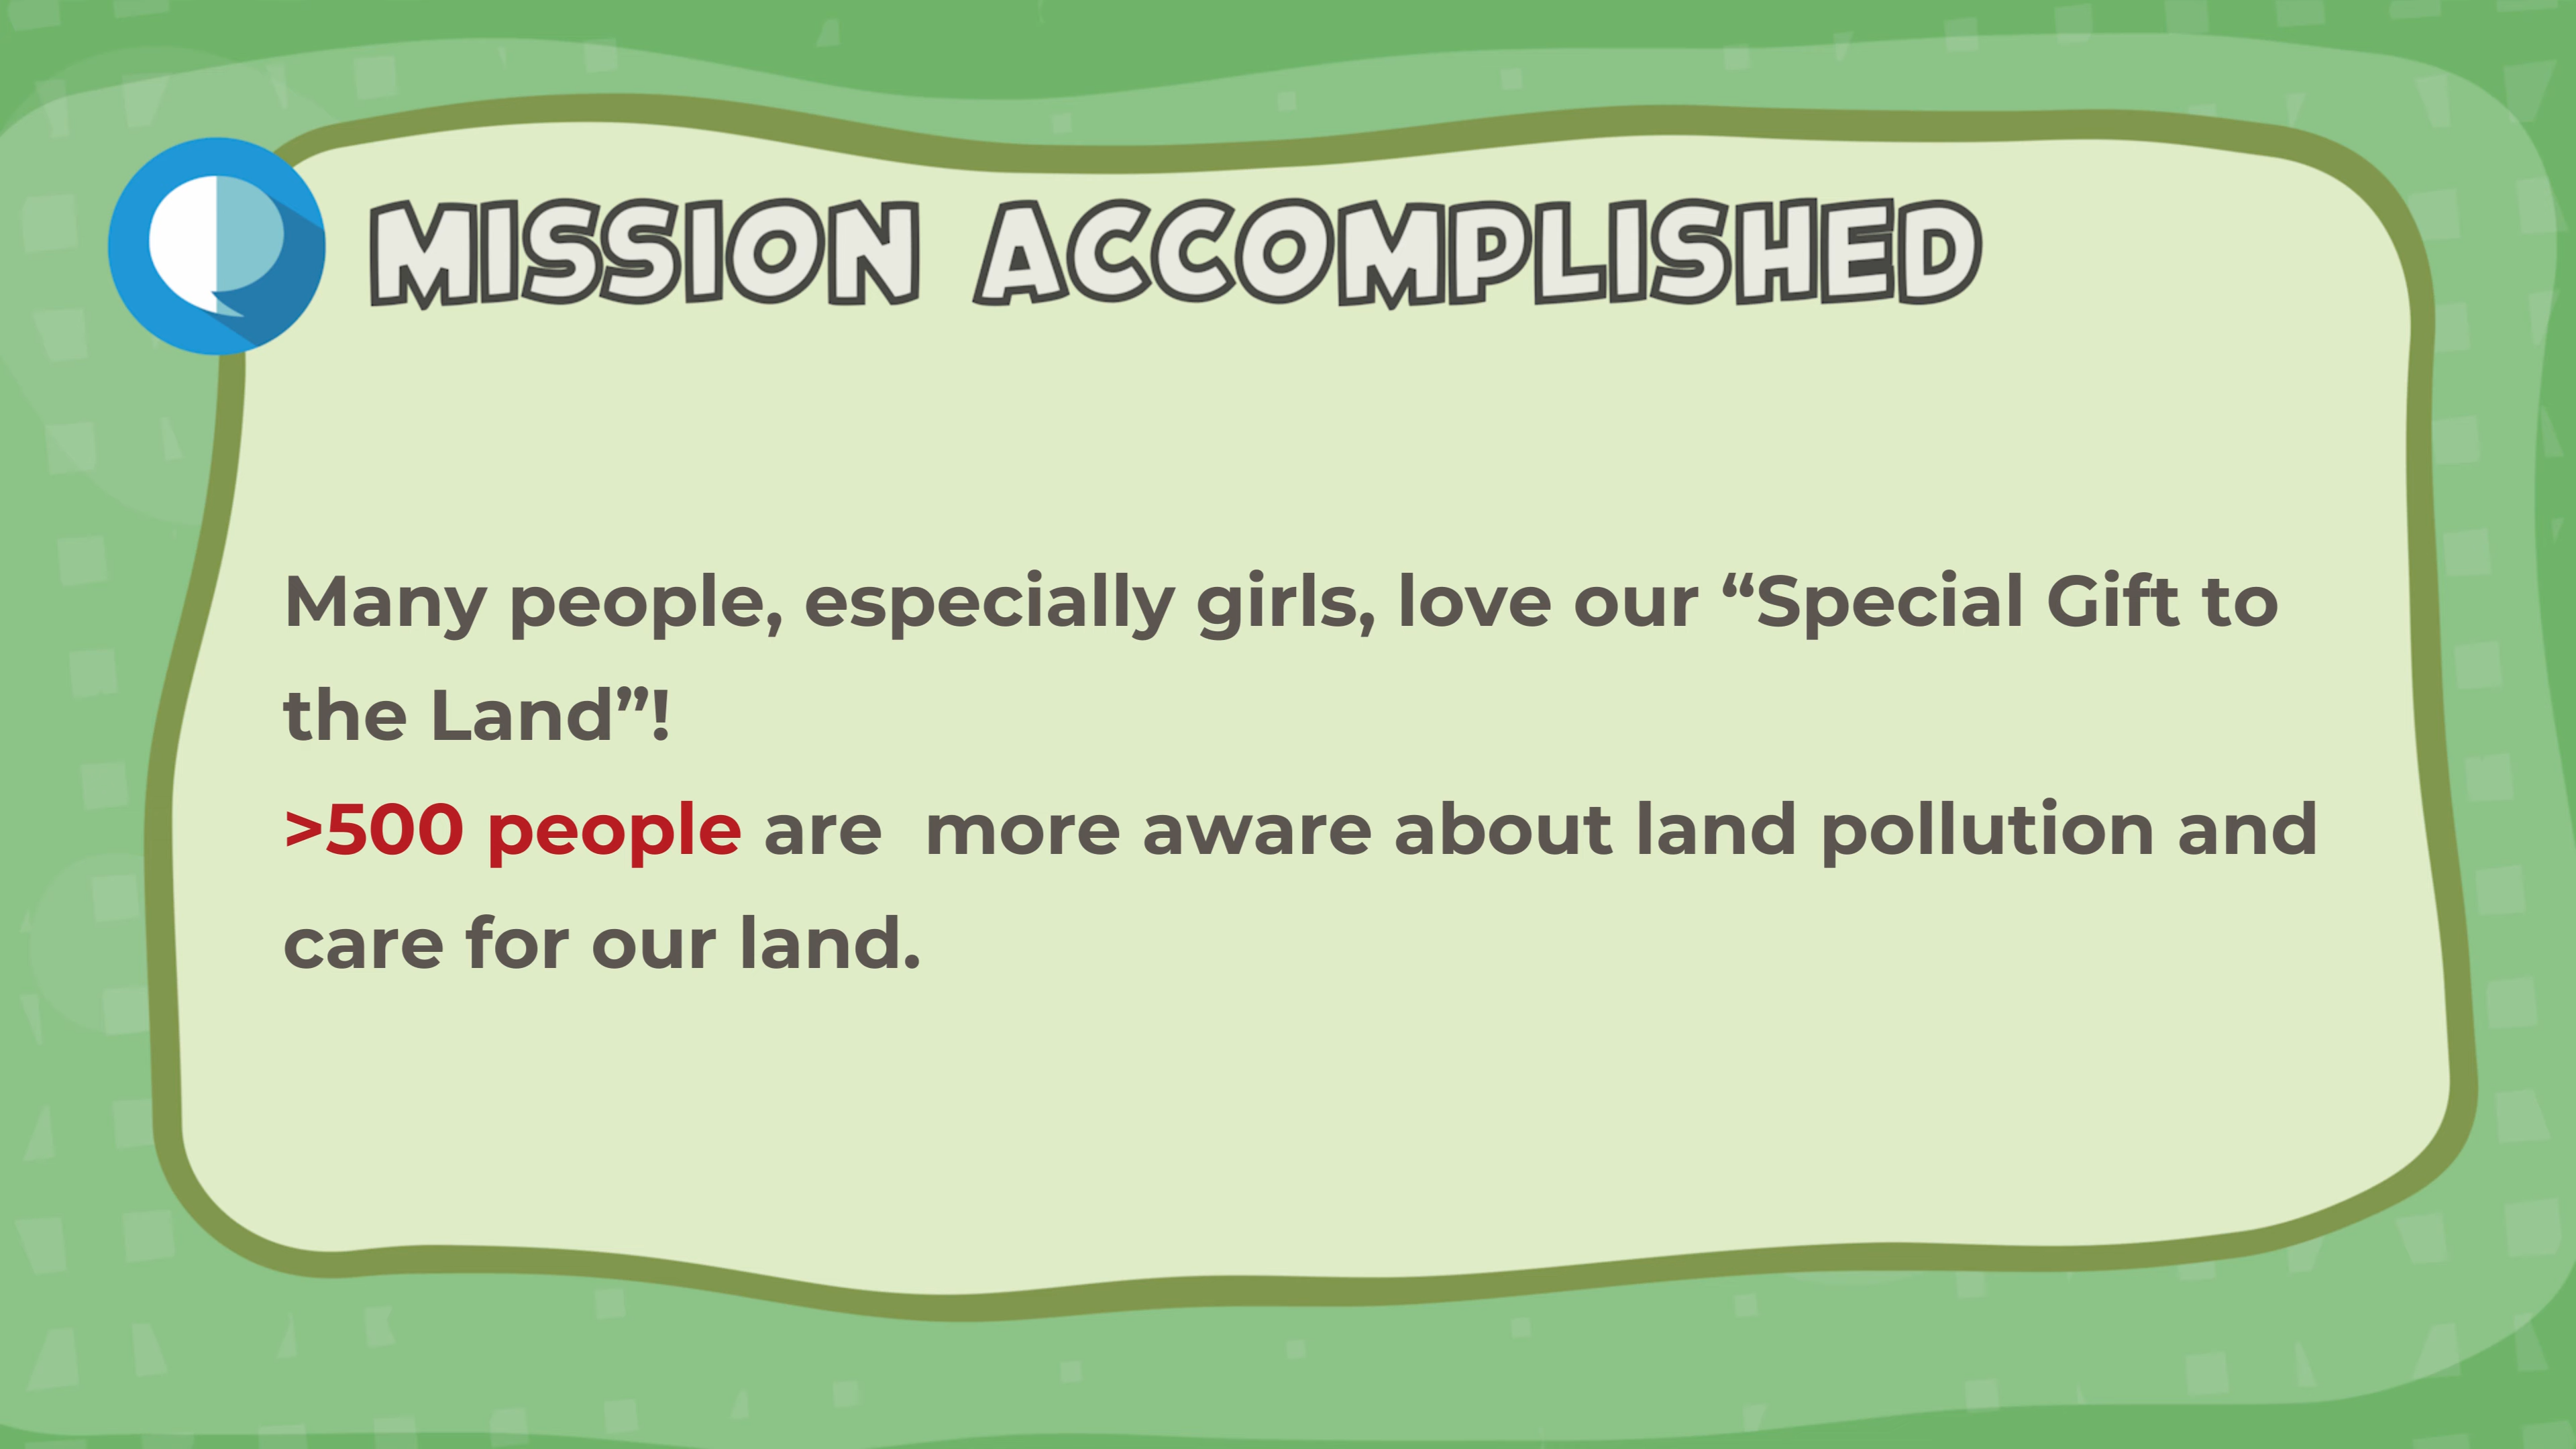 MISSION ACCOMPLISHED
Many people, especially girls, love our “Special Gift to
the Land”!
>500 people are  more aware about land pollution and
care for our land.